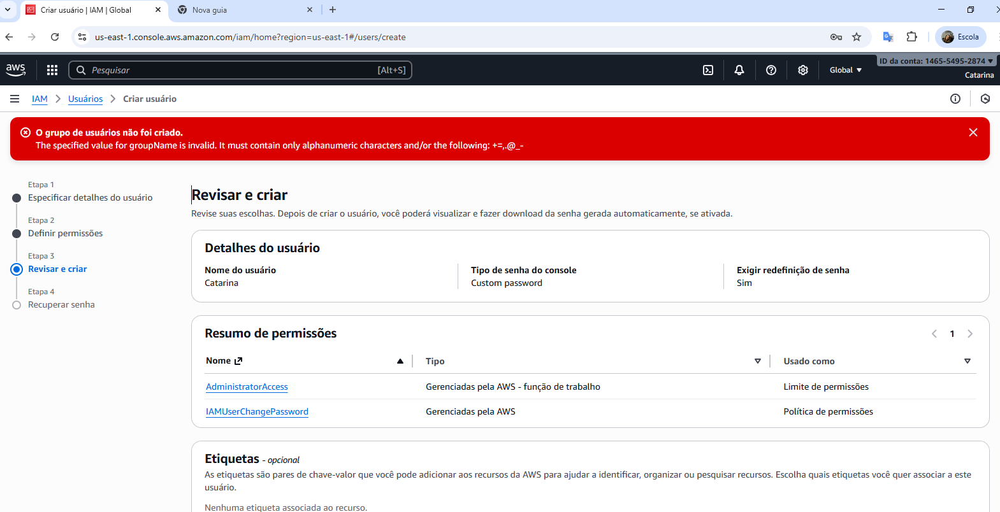 Criar usuário | IAM | Global
Nova guia
us-east-1.console.aws.amazon.com/iam/home?region=us-east-1#/users/create
Escola
aws
Pesquisar
[Alt+S]
Global
ID da conta: 1465-5495-2874
Catarina
IAM
Usuários
Criar usuário
O grupo de usuários não foi criado.
The specified value for groupName is invalid. It must contain only alphanumeric characters and/or the following: +=,.@_-
Etapa 1
Especificar detalhes do usuário
Etapa 2
Definir permissões
Etapa 3
Revisar e criar
Etapa 4
Recuperar senha
Revisar e criar
Revise suas escolhas. Depois de criar o usuário, você poderá visualizar e fazer download da senha gerada automaticamente, se ativada.
Detalhes do usuário
Nome do usuário
Catarina
Tipo de senha do console
Custom password
Exigir redefinição de senha
Sim
Resumo de permissões
1
Nome
Tipo
Usado como
AdministratorAccess
Gerenciadas pela AWS - função de trabalho
Limite de permissões
IAMUserChangePassword
Gerenciadas pela AWS
Política de permissões
Etiquetas - opcional
As etiquetas são pares de chave-valor que você pode adicionar aos recursos da AWS para ajudar a identificar, organizar ou pesquisar recursos. Escolha quais etiquetas você quer associar a este
usuário.
Nenhuma etiqueta associada ao recurso.